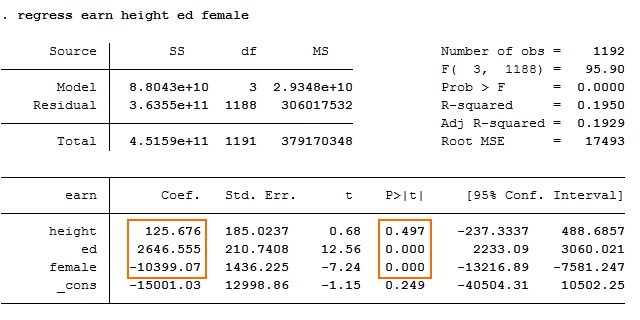 . regress earn height ed female
Source SS df MS Number of obs = 1192
F( 3, 1188) = 95.90
Model 8.8043e+10 3 2.9348e+10 Prob > F = 0.0000
Residual 3.6355e+11 1188 306017532 R-squared = 0.1950
Adj R-squared = 0.1929
Total 4.5159e+11 1191 379170348 Root MSE = 17493
earn Coef. Std. Err. t P>|t| [95% Conf. Interval]
height 125.676 185.0237 0.68 0.497 -237.3337 488.6857
ed 2646.555 210.7408 12.56 0.000 2233.09 3060.021
female -10399.07 1436.225 -7.24 0.000 -13216.89 -7581.247
_cons -15001.03 12998.86 -1.15 0.249 -40504.31 10502.25